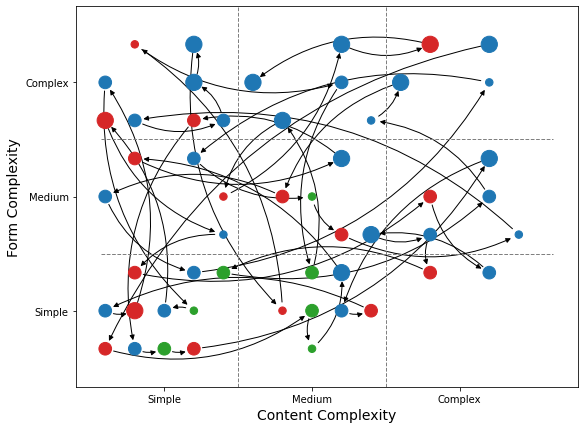 Form Complexity
Complex
Medium
Simple
Simple
Medium
Complex
Content Complexity